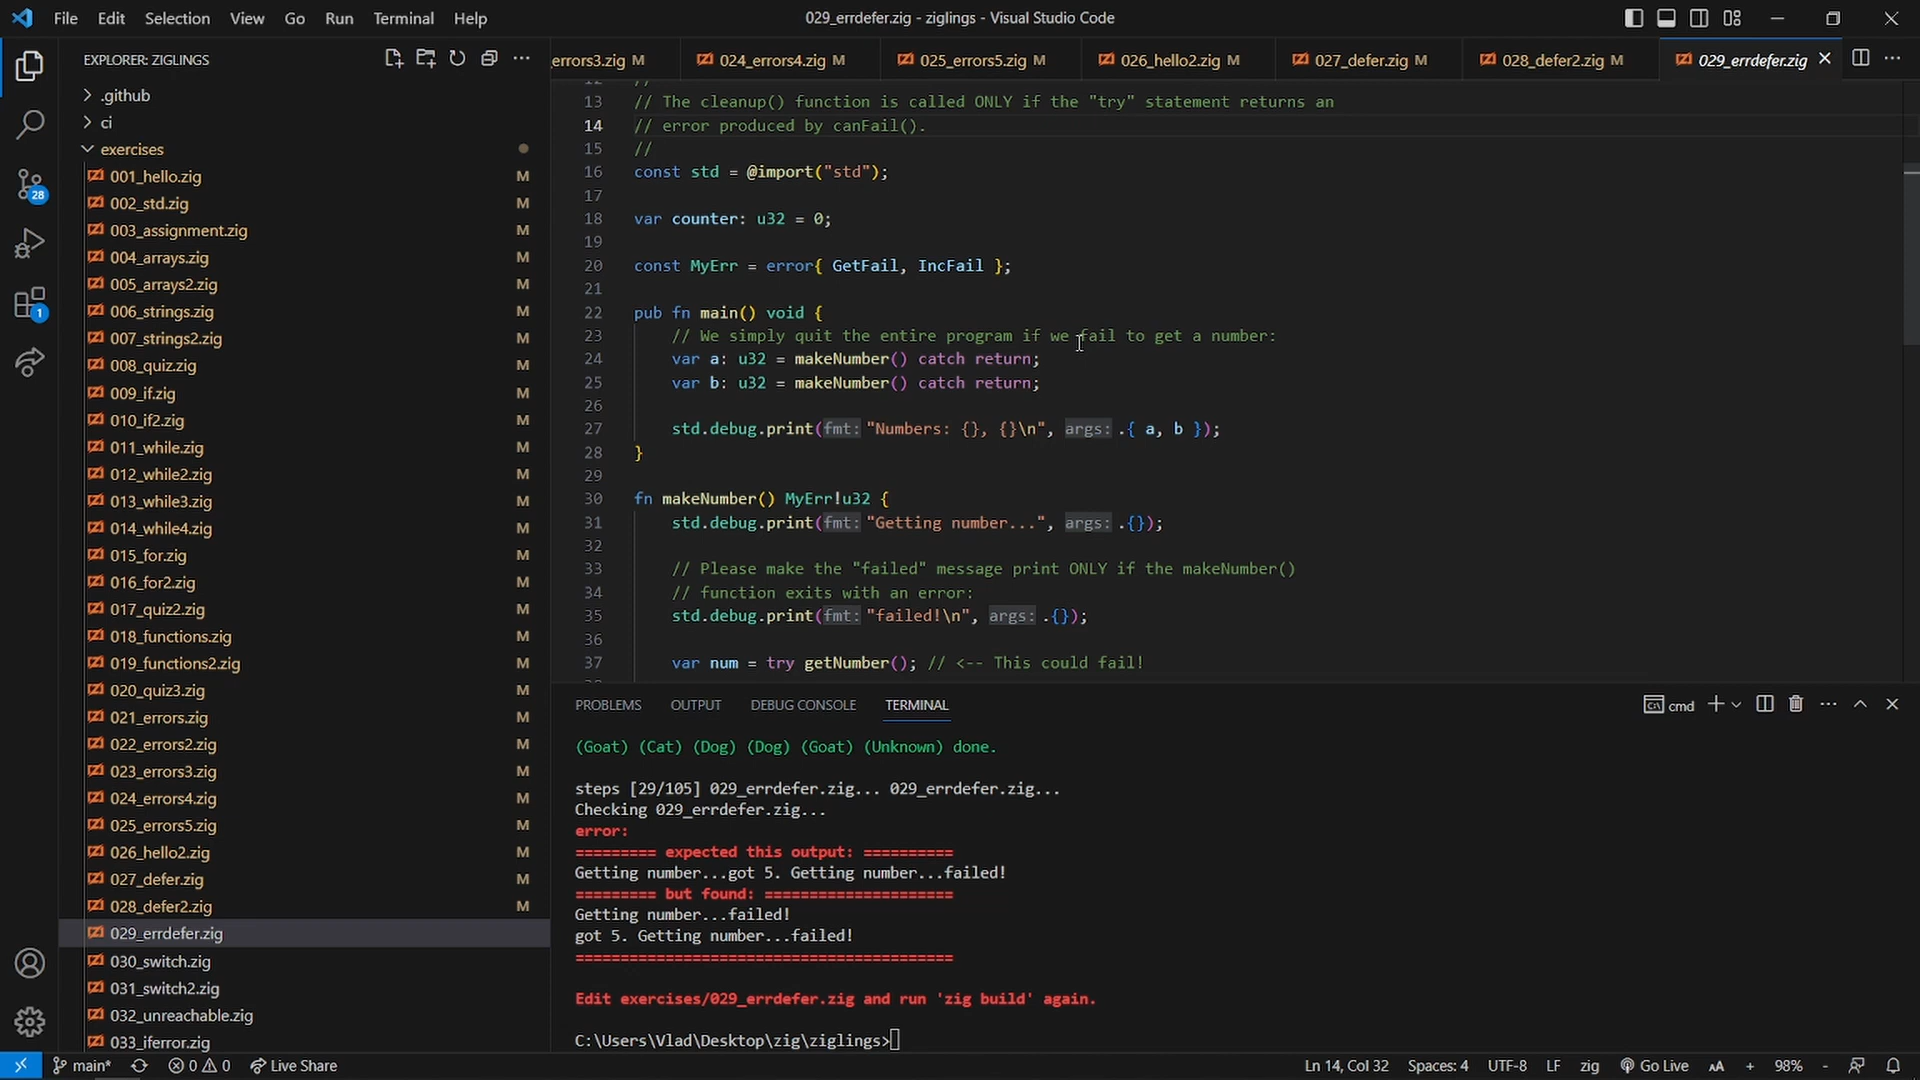 File Edit Selection View Go Run Terminal Help
029_errdefer.zig - ziglings - Visual Studio Code
EXPLORER: ZIGLINGS
.github
ci
exercises
001_hello.zig M
002_std.zig M
003_assignment.zig M
004_arrays.zig M
005_arrays2.zig M
006_strings.zig M
007_strings2.zig M
008_quiz.zig M
009_if.zig M
010_if2.zig M
011_while.zig M
012_while2.zig M
013_while3.zig M
014_while4.zig M
015_for.zig M
016_for2.zig M
017_quiz2.zig M
018_functions.zig M
019_functions2.zig M
020_quiz3.zig M
021_errors.zig M
022_errors2.zig M
023_errors3.zig M
024_errors4.zig M
025_errors5.zig M
026_hello2.zig M
027_defer.zig M
028_defer2.zig M
029_errdefer.zig
030_switch.zig
031_switch2.zig
032_unreachable.zig
033_iferror.zig
28
1
_errors3.zig M 024_errors4.zig M 025_errors5.zig M 026_hello2.zig M 027_defer.zig M 028_defer2.zig M 029_errdefer.zig
12 //
13 // The cleanup() function is called ONLY if the "try" statement returns an
14 // error produced by canFail().
15 //
16 const std = @import("std");
17
18 var counter: u32 = 0;
19
20 const MyErr = error{ GetFail, IncFail };
21
22 pub fn main() void {
23 // We simply quit the entire program if we fail to get a number:
24 var a: u32 = makeNumber() catch return;
25 var b: u32 = makeNumber() catch return;
26
27 std.debug.print(fmt: "Numbers: {}, {}\n", args: .{ a, b });
28 }
29
30 fn makeNumber() MyErr!u32 {
31 std.debug.print(fmt: "Getting number...", args: .{});
32
33 // Please make the "failed" message print ONLY if the makeNumber()
34 // function exits with an error:
35 std.debug.print(fmt: "failed!\n", args: .{});
36
37 var num = try getNumber(); // <-- This could fail!
PROBLEMS OUTPUT DEBUG CONSOLE TERMINAL
cmd
(Goat) (Cat) (Dog) (Dog) (Goat) (Unknown) done.
steps [29/105] 029_errdefer.zig... 029_errdefer.zig...
Checking 029_errdefer.zig...
error:
========= expected this output: ==========
Getting number...got 5. Getting number...failed!
========= but found: =====================
Getting number...failed!
got 5. Getting number...failed!
========================================
Edit exercises/029_errdefer.zig and run 'zig build' again.
C:\Users\Vlad\Desktop\zig\ziglings>
main* 0 0 Live Share
Ln 14, Col 32 Spaces: 4 UTF-8 LF zig Go Live AA + 98% -